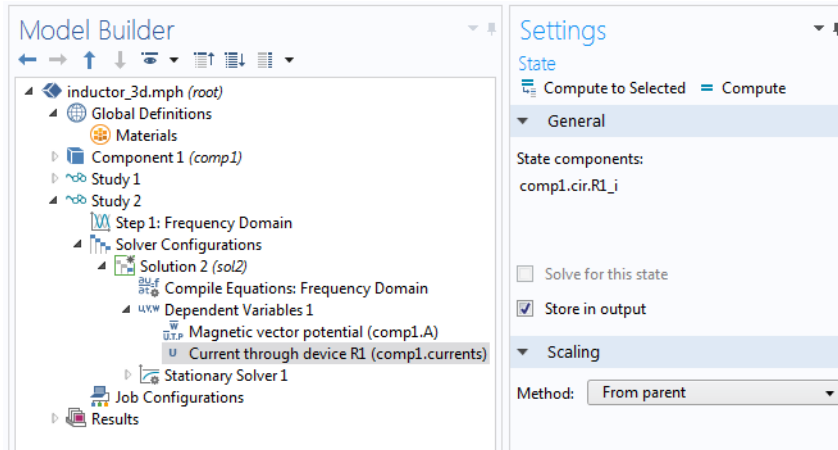 Model Builder
inductor_3d.mph (root)
Global Definitions
Materials
Component 1 (comp1)
Study 1
Study 2
Step 1: Frequency Domain
Solver Configurations
Solution 2 (sol2)
Compile Equations: Frequency Domain
Dependent Variables 1
Magnetic vector potential (comp1.A)
Current through device R1 (comp1.currents)
Stationary Solver 1
Job Configurations
Results
Settings
State
Compute to Selected = Compute
General
State components:
comp1.cir.R1_i
Solve for this state
Store in output
Scaling
Method: From parent